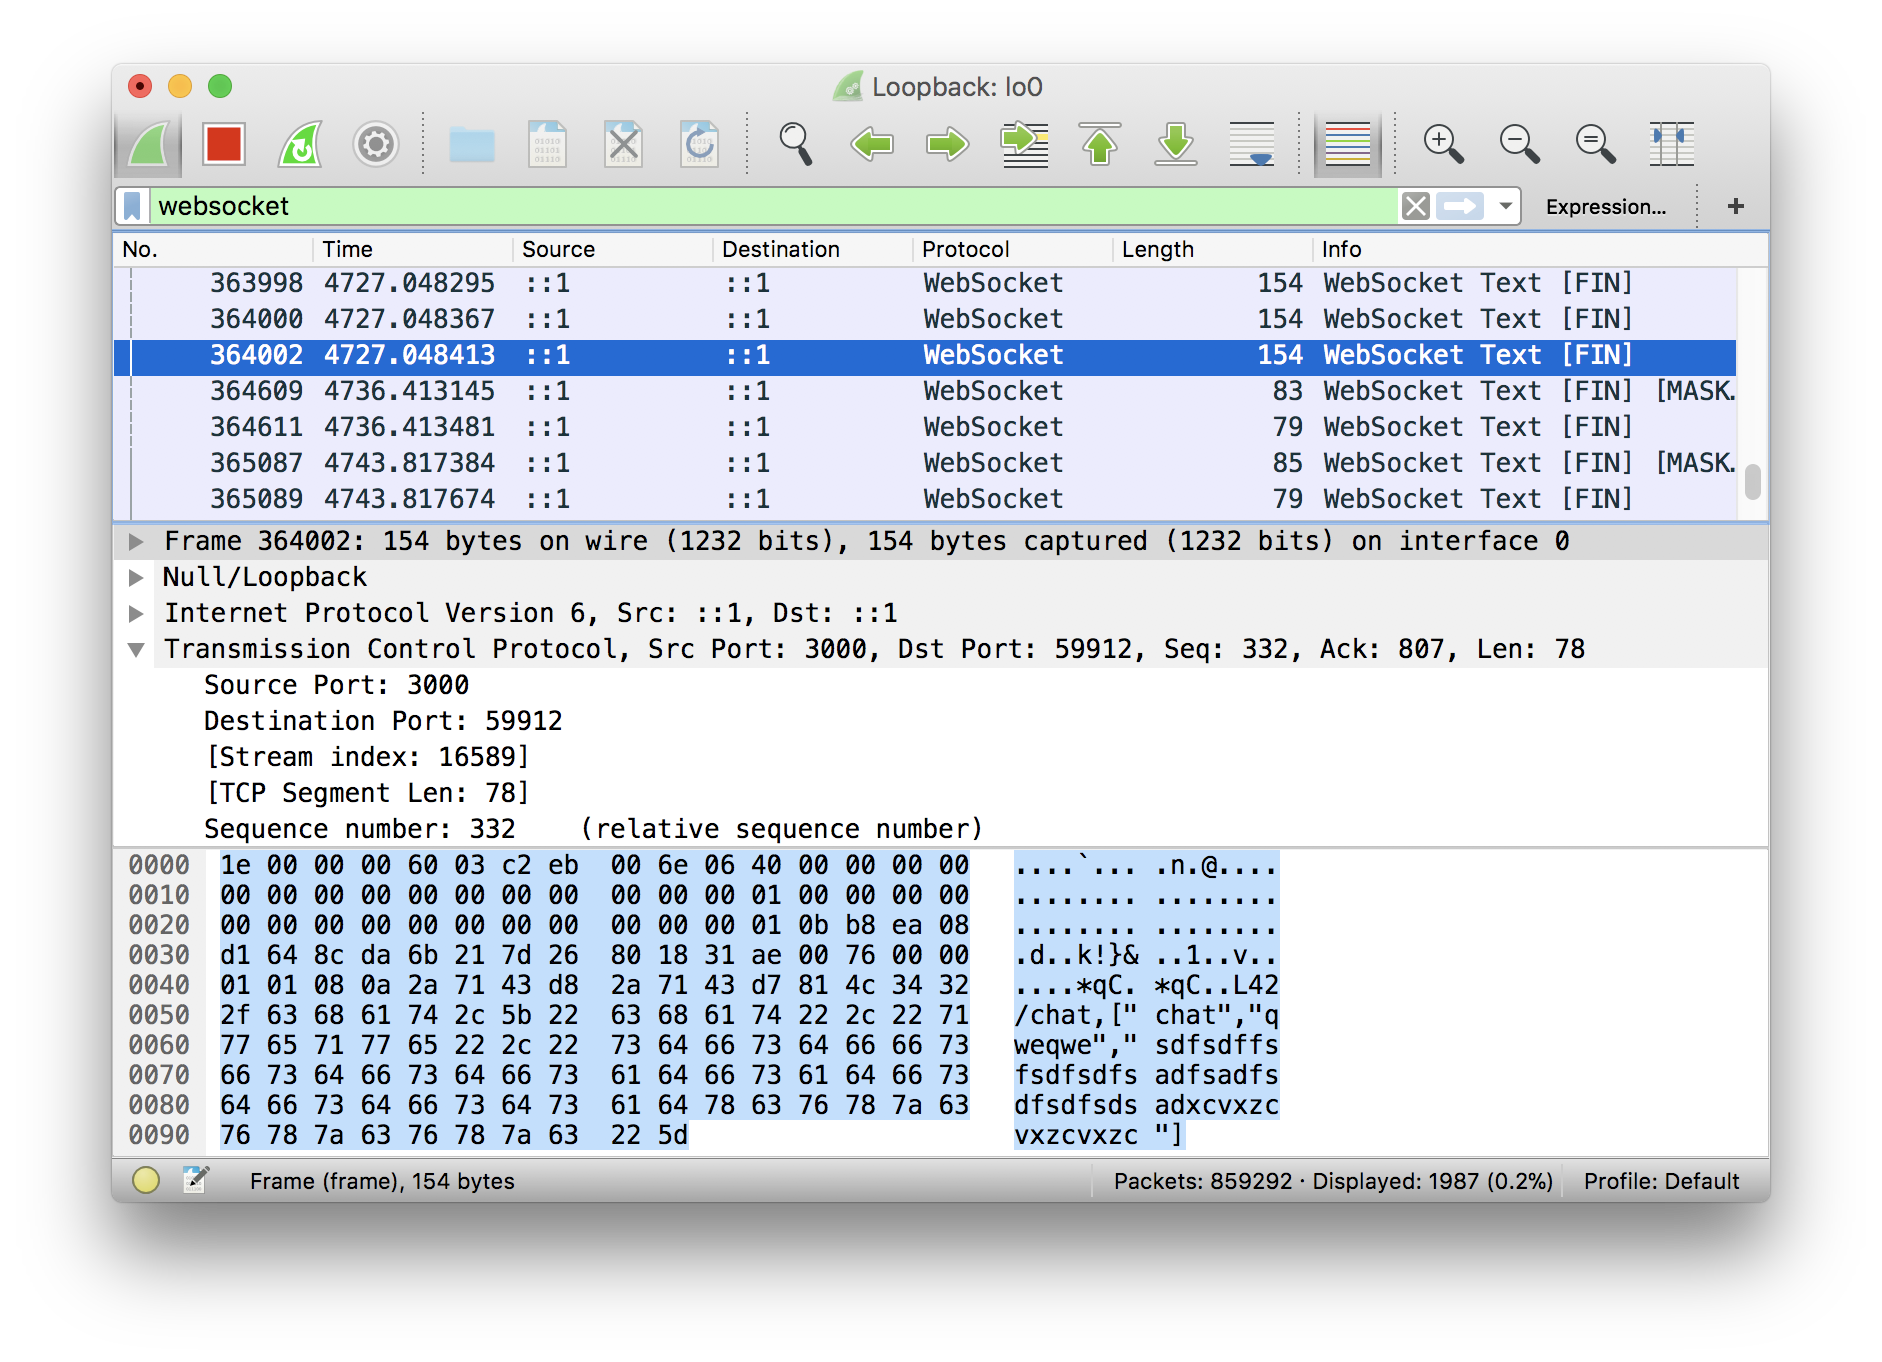 Loopback: lo0
websocket
Expression...
+
No. Time Source Destination Protocol Length Info
363998 4727.048295 ::1 ::1 WebSocket 154 WebSocket Text [FIN]
364000 4727.048367 ::1 ::1 WebSocket 154 WebSocket Text [FIN]
364002 4727.048413 ::1 ::1 WebSocket 154 WebSocket Text [FIN]
364609 4736.413145 ::1 ::1 WebSocket 83 WebSocket Text [FIN] [MASK.
364611 4736.413481 ::1 ::1 WebSocket 79 WebSocket Text [FIN]
365087 4743.817384 ::1 ::1 WebSocket 85 WebSocket Text [FIN] [MASK.
365089 4743.817674 ::1 ::1 WebSocket 79 WebSocket Text [FIN]
Frame 364002: 154 bytes on wire (1232 bits), 154 bytes captured (1232 bits) on interface 0
Null/Loopback
Internet Protocol Version 6, Src: ::1, Dst: ::1
Transmission Control Protocol, Src Port: 3000, Dst Port: 59912, Seq: 332, Ack: 807, Len: 78
Source Port: 3000
Destination Port: 59912
[Stream index: 16589]
[TCP Segment Len: 78]
Sequence number: 332 (relative sequence number)
0000 1e 00 00 00 60 03 c2 eb 00 6e 06 40 00 00 00 00 ....`... .n.@....
0010 00 00 00 00 00 00 00 00 00 00 00 01 00 00 00 00 ........ ........
0020 00 00 00 00 00 00 00 00 00 00 00 01 0b b8 ea 08 ........ ........
0030 d1 64 8c da 6b 21 7d 26 80 18 31 ae 00 76 00 00 .d..k!}& ..1..v..
0040 01 01 08 0a 2a 71 43 d8 2a 71 43 d7 81 4c 34 32 ....*qC. *qC..L42
0050 2f 63 68 61 74 2c 5b 22 63 68 61 74 22 2c 22 71 /chat,[" chat","q
0060 77 65 71 77 65 22 2c 22 73 64 66 73 64 66 66 73 weqwe"," sdfsdffs
0070 66 73 64 66 73 64 66 73 61 64 66 73 61 64 66 73 fsdfsdfs adfsadfs
0080 64 66 73 64 66 73 64 73 61 64 78 63 76 78 7a 63 dfsdfsds adxcvxzc
0090 76 78 7a 63 76 78 7a 63 22 5d vxzcvxzc "]
Frame (frame), 154 bytes
Packets: 859292 · Displayed: 1987 (0.2%)
Profile: Default